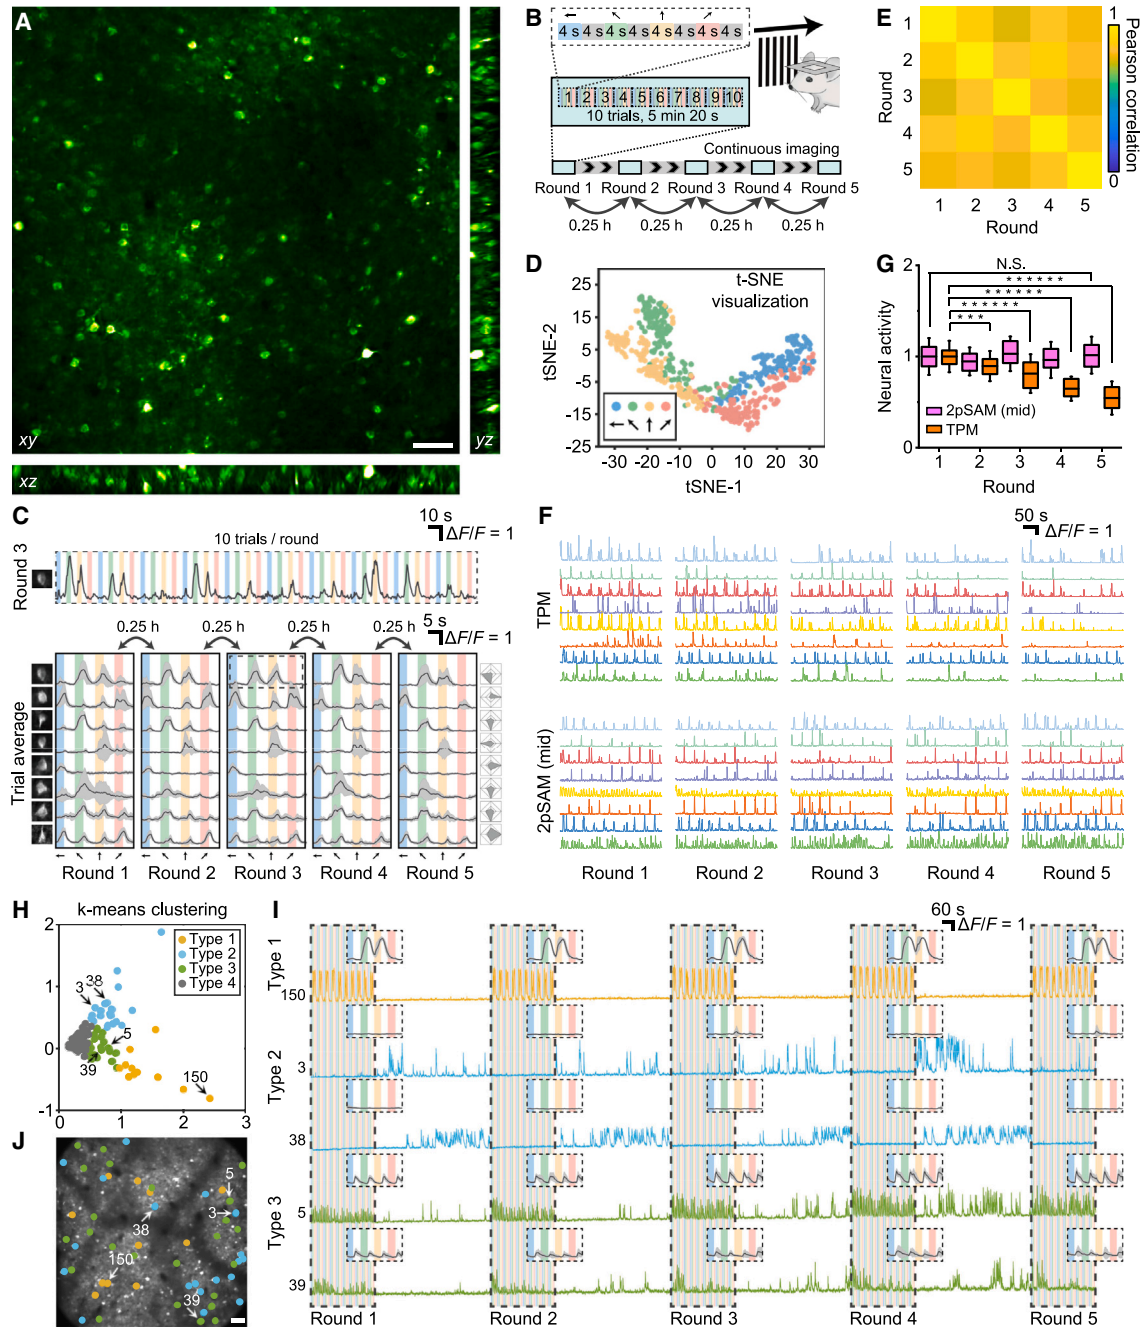 A
xy
yz
xz
B
4 s 4 s 4 s 4 s 4 s 4 s 4 s 4 s
1 2 3 4 5 6 7 8 9 10
10 trials, 5 min 20 s
Continuous imaging
Round 1 Round 2 Round 3 Round 4 Round 5
0.25 h 0.25 h 0.25 h 0.25 h
E
1
2
3
4
5
Round
1 2 3 4 5
Round
1
0
Pearson correlation
D
t-SNE
visualization
25
15
5
-5
-15
-25
tSNE-2
-30 -20 -10 0 10 20 30
tSNE-1
G
N.S.
* * * * * *
* * * * * *
* * * * * *
* * *
2
1
0
Neural activity
2pSAM (mid)
TPM
1 2 3 4 5
Round
C
10 s
ΔF/F = 1
10 trials / round
Round 3
0.25 h 0.25 h 0.25 h 0.25 h
5 s
ΔF/F = 1
Trial average
Round 1 Round 2 Round 3 Round 4 Round 5
F
50 s
ΔF/F = 1
TPM
2pSAM (mid)
Round 1 Round 2 Round 3 Round 4 Round 5
H
k-means clustering
2
1
0
-1
Type 1
Type 2
Type 3
Type 4
3
38
5
39
150
0 1 2 3
I
60 s
ΔF/F = 1
Type 1
150
Type 2
3
38
Type 3
5
39
Round 1 Round 2 Round 3 Round 4 Round 5
J
5
3
38
150
39